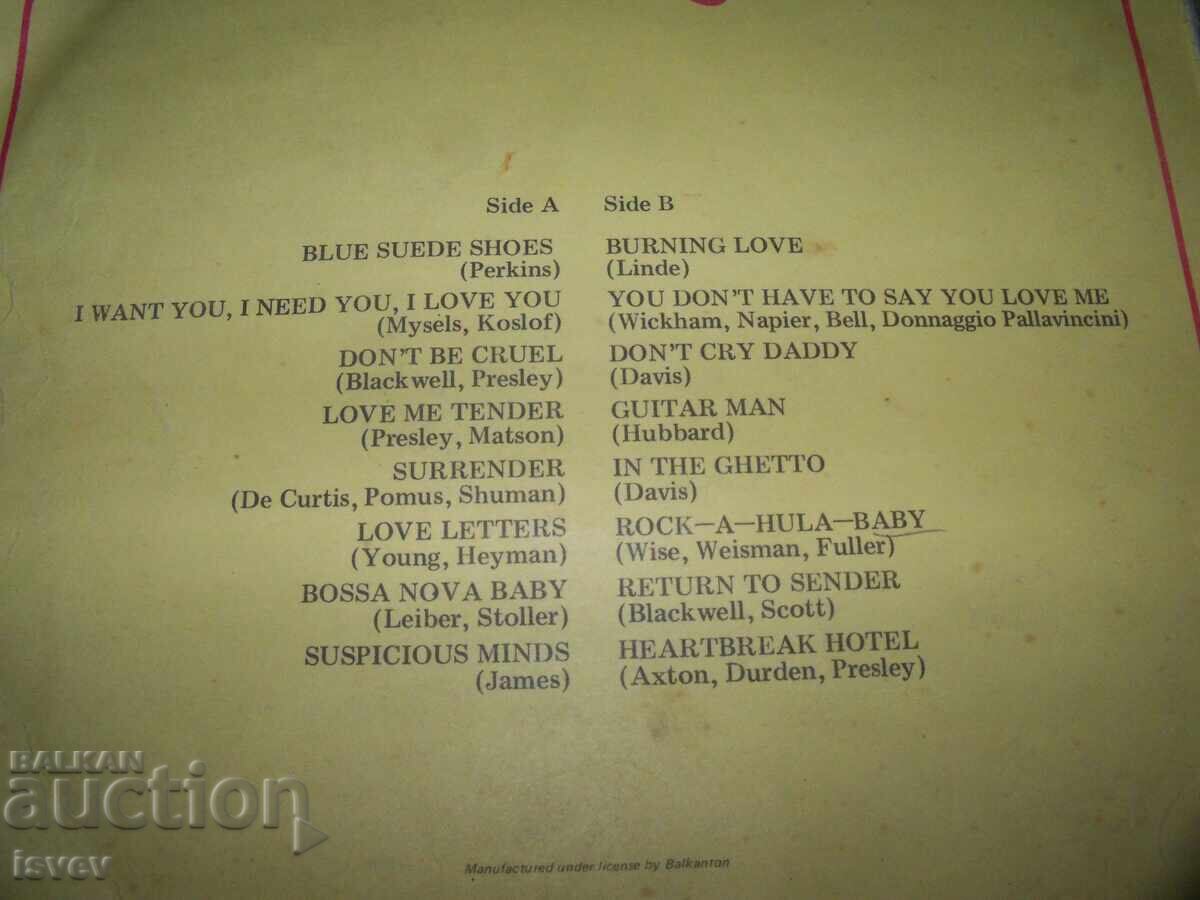 Side A
BLUE SUEDE SHOES
(Perkins)
I WANT YOU, I NEED YOU, I LOVE YOU
(Mysels, Koslof)
DON'T BE CRUEL
(Blackwell, Presley)
LOVE ME TENDER
(Presley, Matson)
SURRENDER
(De Curtis, Pomus, Shuman)
LOVE LETTERS
(Young, Heyman)
BOSSA NOVA BABY
(Leiber, Stoller)
SUSPICIOUS MINDS
(James)
Side B
BURNING LOVE
(Linde)
YOU DON'T HAVE TO SAY YOU LOVE ME
(Wickham, Napier, Bell, Donnaggio Pallavincini)
DON'T CRY DADDY
(Davis)
GUITAR MAN
(Hubbard)
IN THE GHETTO
(Davis)
ROCK—A—HULA—BABY
(Wise, Weisman, Fuller)
RETURN TO SENDER
(Blackwell, Scott)
HEARTBREAK HOTEL
(Axton, Durden, Presley)
BALKAN
auction
isvev
Manufactured under license by Balkanton